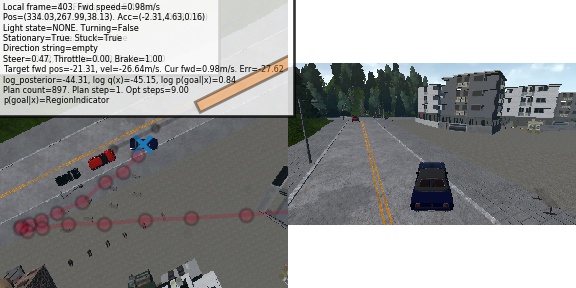 Local frame=403. Fwd speed=0.98m/s
Pos=(334.03,267.99,38.13). Acc=(-2.31,4.63,0.16)
Light state=NONE. Turning=False
Stationary=True. Stuck=True
Direction string=empty
Steer=0.47, Throttle=0.00, Brake=1.00
Target fwd pos=-21.31, vel=-26.64m/s. Cur fwd=0.98m/s. Err=-27.62
log_posterior=-44.31, log q(x)=-45.15, log p(goal|x)=0.84
Plan count=897. Plan step=1. Opt steps=9.00
p(goal|x)=RegionIndicator